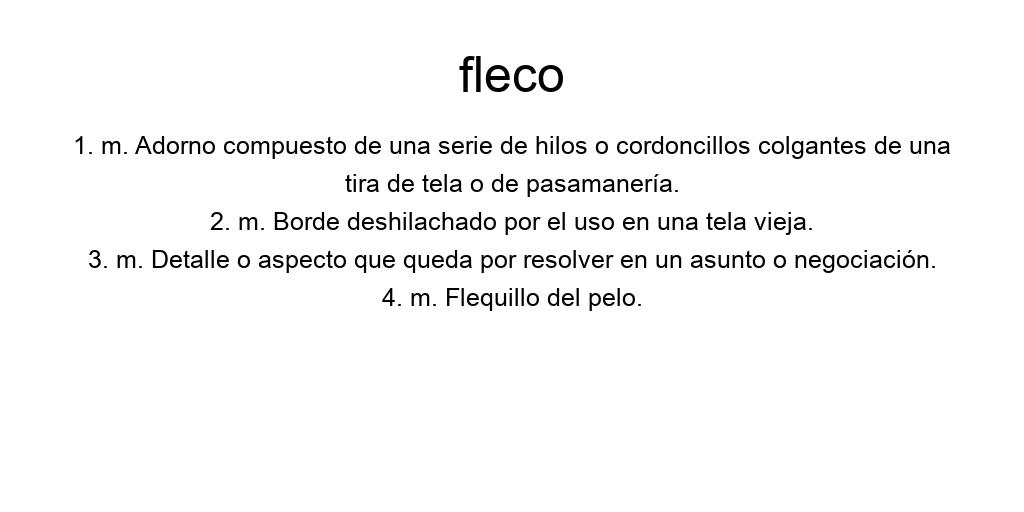 fleco
1. m. Adorno compuesto de una serie de hilos o cordoncillos colgantes de una
tira de tela o de pasamanería.
2. m. Borde deshilachado por el uso en una tela vieja.
3. m. Detalle o aspecto que queda por resolver en un asunto o negociación.
4. m. Flequillo del pelo.